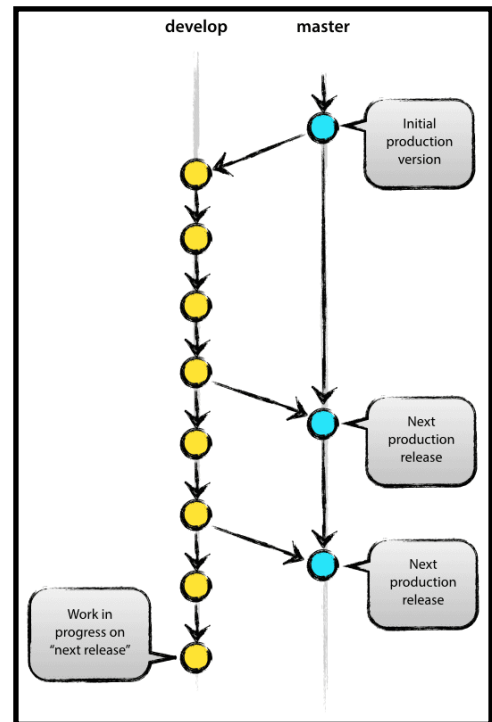 develop master
Initial
production
version
Next
production
release
Next
production
release
Work in
progress on
“next release”